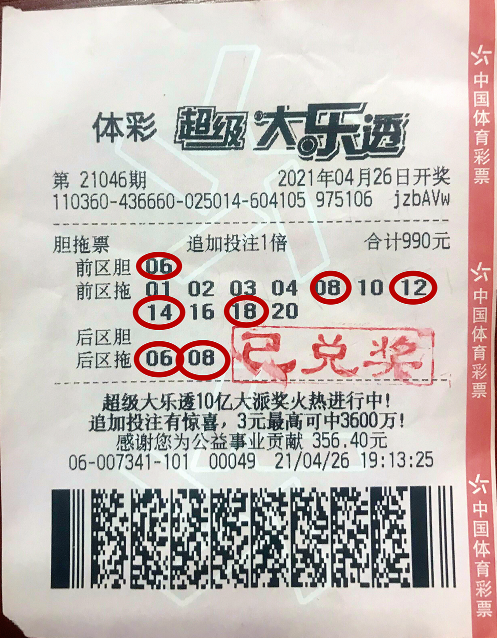 体彩 超级大乐透
第 21046期 2021年04月26日开奖
110360-436660-025014-604105 975106 jzbAVw
胆拖票 追加投注1倍 合计990元
前区胆 06
前区拖 01 02 03 04 08 10 12
14 16 18 20
后区胆
后区拖 06 08
已兑奖
超级大乐透10亿大派奖火热进行中!
追加投注有惊喜，3元最高可中3600万!
感谢您为公益事业贡献 356.40元
06-007341-101 00049 21/04/26 19:13:25
中国体育彩票
中国体育彩票
中国体育彩票